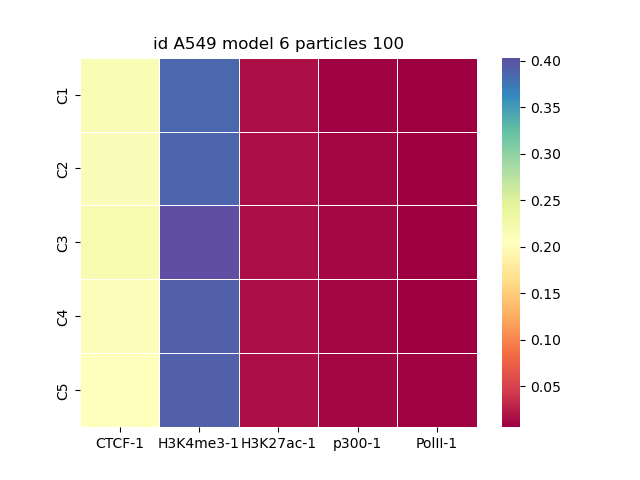 id A549 model 6 particles 100
C1
C2
C3
C4
C5
CTCF-1 H3K4me3-1 H3K27ac-1 p300-1 PolII-1
0.40
0.35
0.30
0.25
0.20
0.15
0.10
0.05